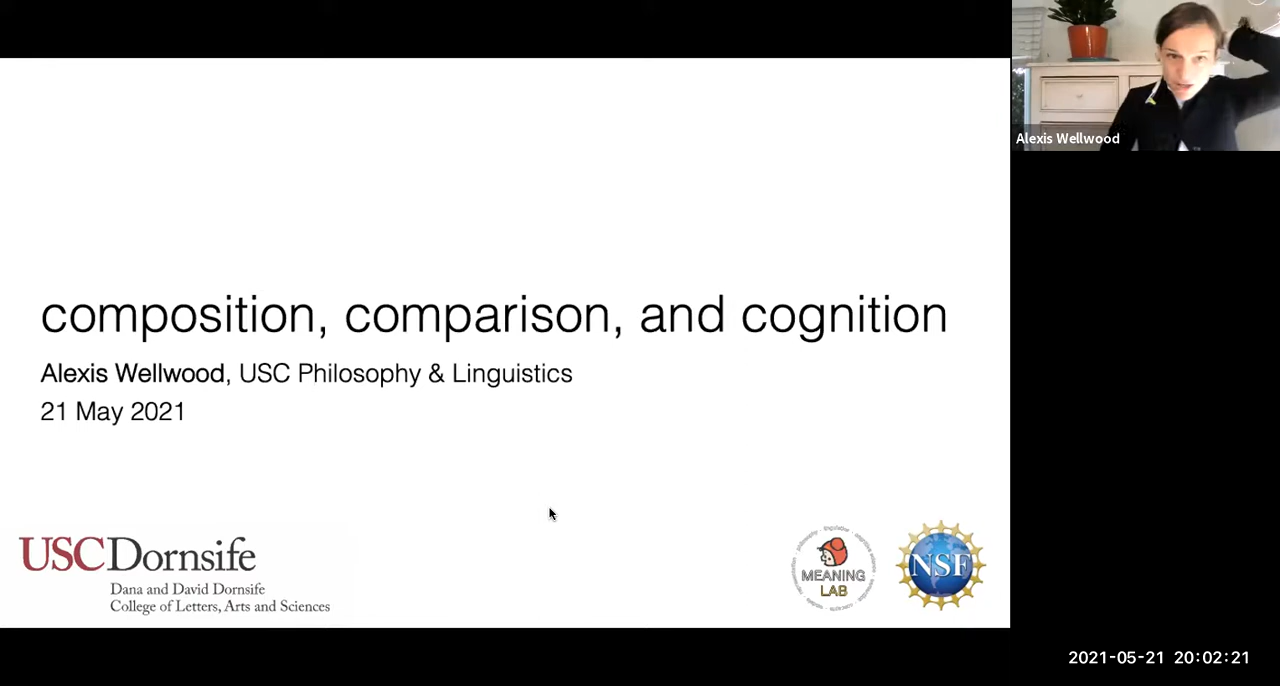 Alexis Wellwood
composition, comparison, and cognition
Alexis Wellwood, USC Philosophy & Linguistics
21 May 2021
USCDornsife
Dana and David Dornsife
College of Letters, Arts and Sciences
MEANING
LAB
NSF
2021-05-21 20:02:21